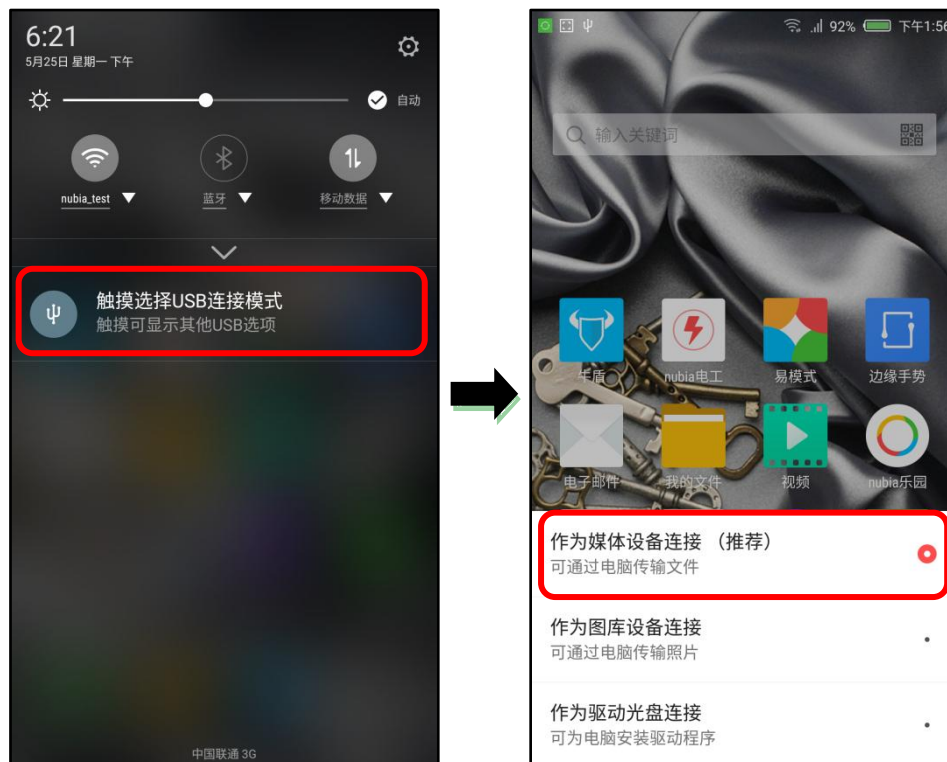 6:21
5月25日 星期一 下午
自动
nubia_test
蓝牙
移动数据
触摸选择USB连接模式
触摸可显示其他USB选项
中国联通 3G
92% 下午1:56
输入关键词
牛盾
nubia电工
易模式
边缘手势
电子邮件
我的文件
视频
nubia乐园
作为媒体设备连接 （推荐）
可通过电脑传输文件
作为图库设备连接
可通过电脑传输照片
作为驱动光盘连接
可为电脑安装驱动程序